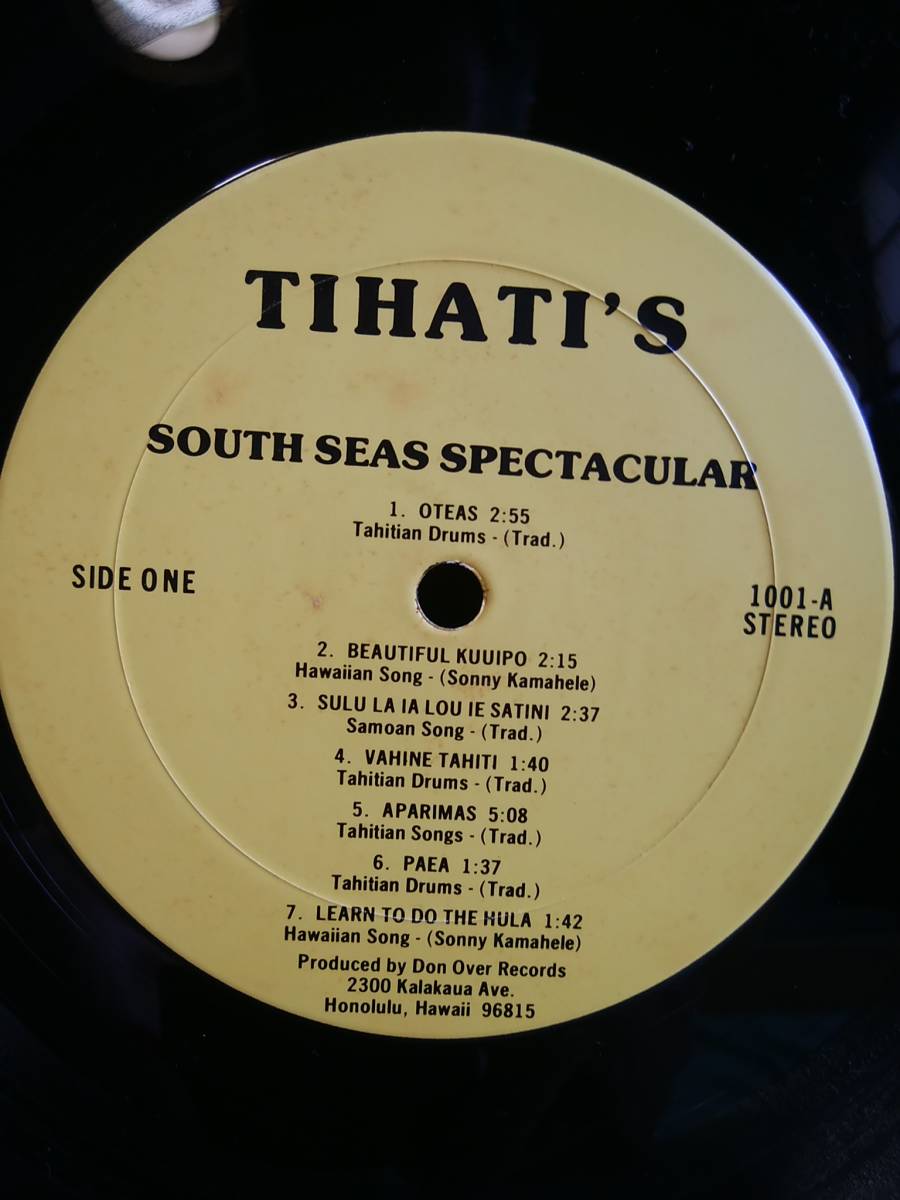 TIHATI'S
SOUTH SEAS SPECTACULAR
1. OTEAS 2:55
Tahitian Drums - (Trad.)
SIDE ONE
1001-A
STEREO
2. BEAUTIFUL KUUIPO 2:15
Hawaiian Song - (Sonny Kamahele)
3. SULU LA IA LOU IE SATINI 2:37
Samoan Song - (Trad.)
4. VAHINE TAHITI 1:40
Tahitian Drums - (Trad.)
5. APARIMAS 5:08
Tahitian Songs - (Trad.)
6. PAEA 1:37
Tahitian Drums - (Trad.)
7. LEARN TO DO THE HULA 1:42
Hawaiian Song - (Sonny Kamahele)
Produced by Don Over Records
2300 Kalakaua Ave.
Honolulu, Hawaii 96815